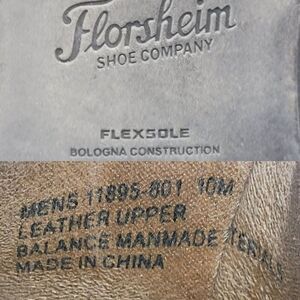 Florsheim
SHOE COMPANY
FLEXSOLE
BOLOGNA CONSTRUCTION
MENS 11895-801 10M
LEATHER UPPER
BALANCE MANMADE
MADE IN CHINA